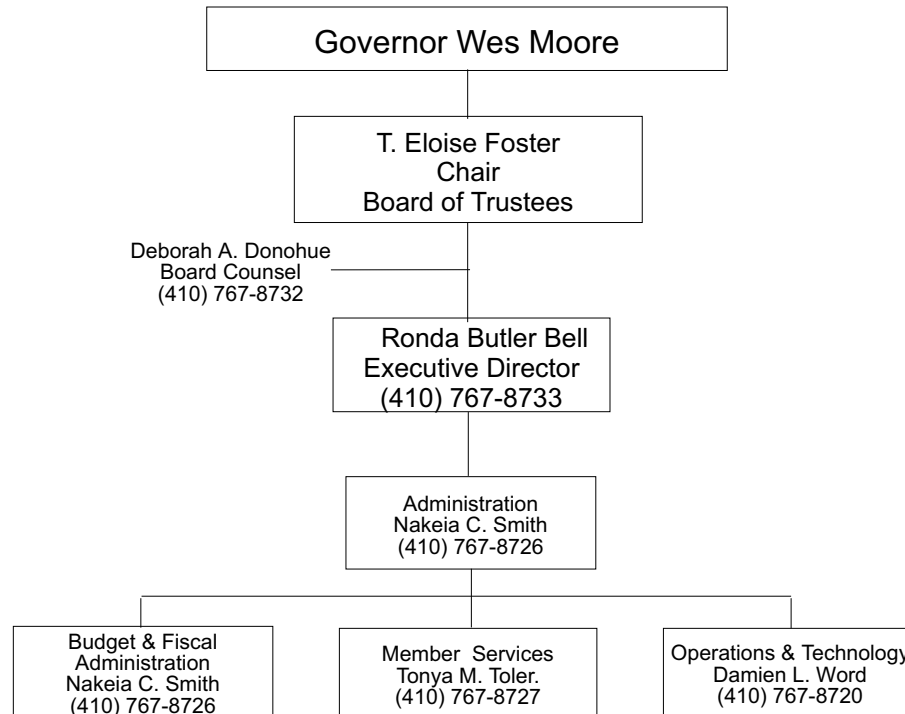 Governor Wes Moore
T. Eloise Foster
Chair
Board of Trustees
Deborah A. Donohue
Board Counsel
(410) 767-8732
Ronda Butler Bell
Executive Director
(410) 767-8733
Administration
Nakeia C. Smith
(410) 767-8726
Budget & Fiscal
Administration
Nakeia C. Smith
(410) 767-8726
Member Services
Tonya M. Toler.
(410) 767-8727
Operations & Technology
Damien L. Word
(410) 767-8720